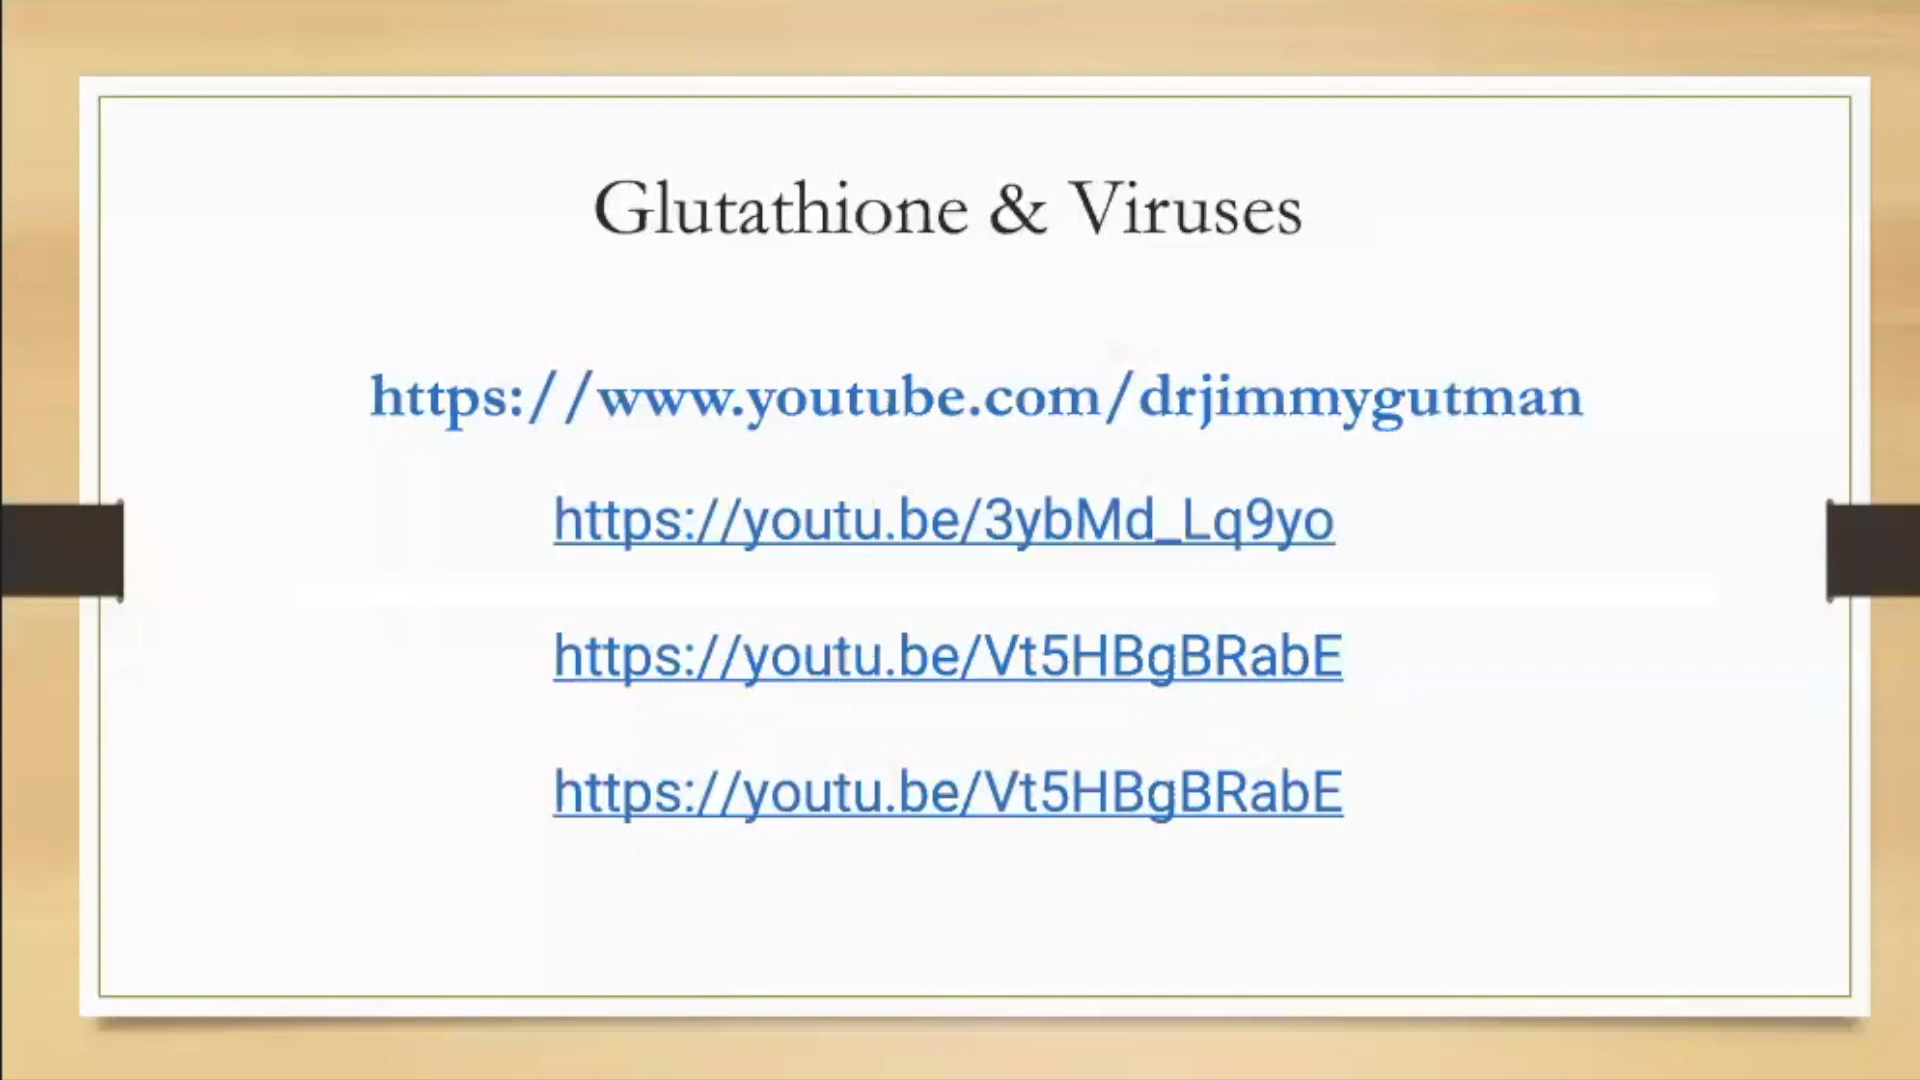 Glutathione & Viruses
https://www.youtube.com/drjimmygutman
https://youtu.be/3ybMd_Lq9yo
https://youtu.be/Vt5HBgBRabE
https://youtu.be/Vt5HBgBRabE